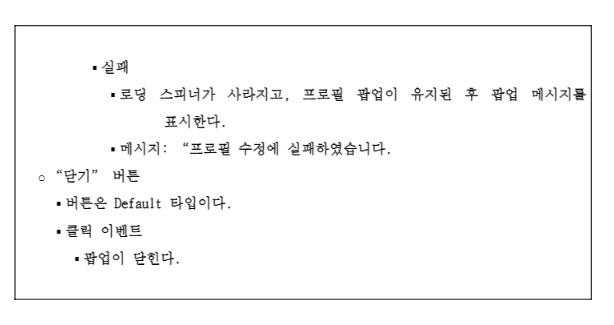 ▪ 실패
▪ 로딩 스피너가 사라지고, 프로필 팝업이 유지된 후 팝업 메시지를
표시한다.
▪ 메시지: “프로필 수정에 실패하였습니다.
○ “닫기” 버튼
▪ 버튼은 Default 타입이다.
▪ 클릭 이벤트
▪ 팝업이 닫힌다.